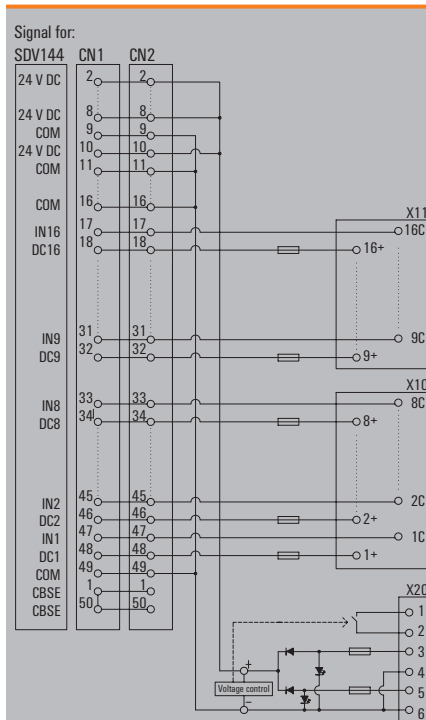 Signal for:
SDV144 CN1 CN2
24 V DC 2 2
24 V DC 8 8
COM 9 9
24 V DC 10 10
COM 11 11
COM 16 16
X11
IN16 17 17 16C
DC16 18 18 16+
IN9 31 31 9C
DC9 32 32 9+
X10
IN8 33 33 8C
DC8 34 34 8+
IN2 45 45 2C
DC2 46 46 2+
IN1 47 47 1C
DC1 48 48 1+
COM 49 49
CBSE 1 1
CBSE 50 50
X20
1
2
3
+
4
Voltage control
5
–
6